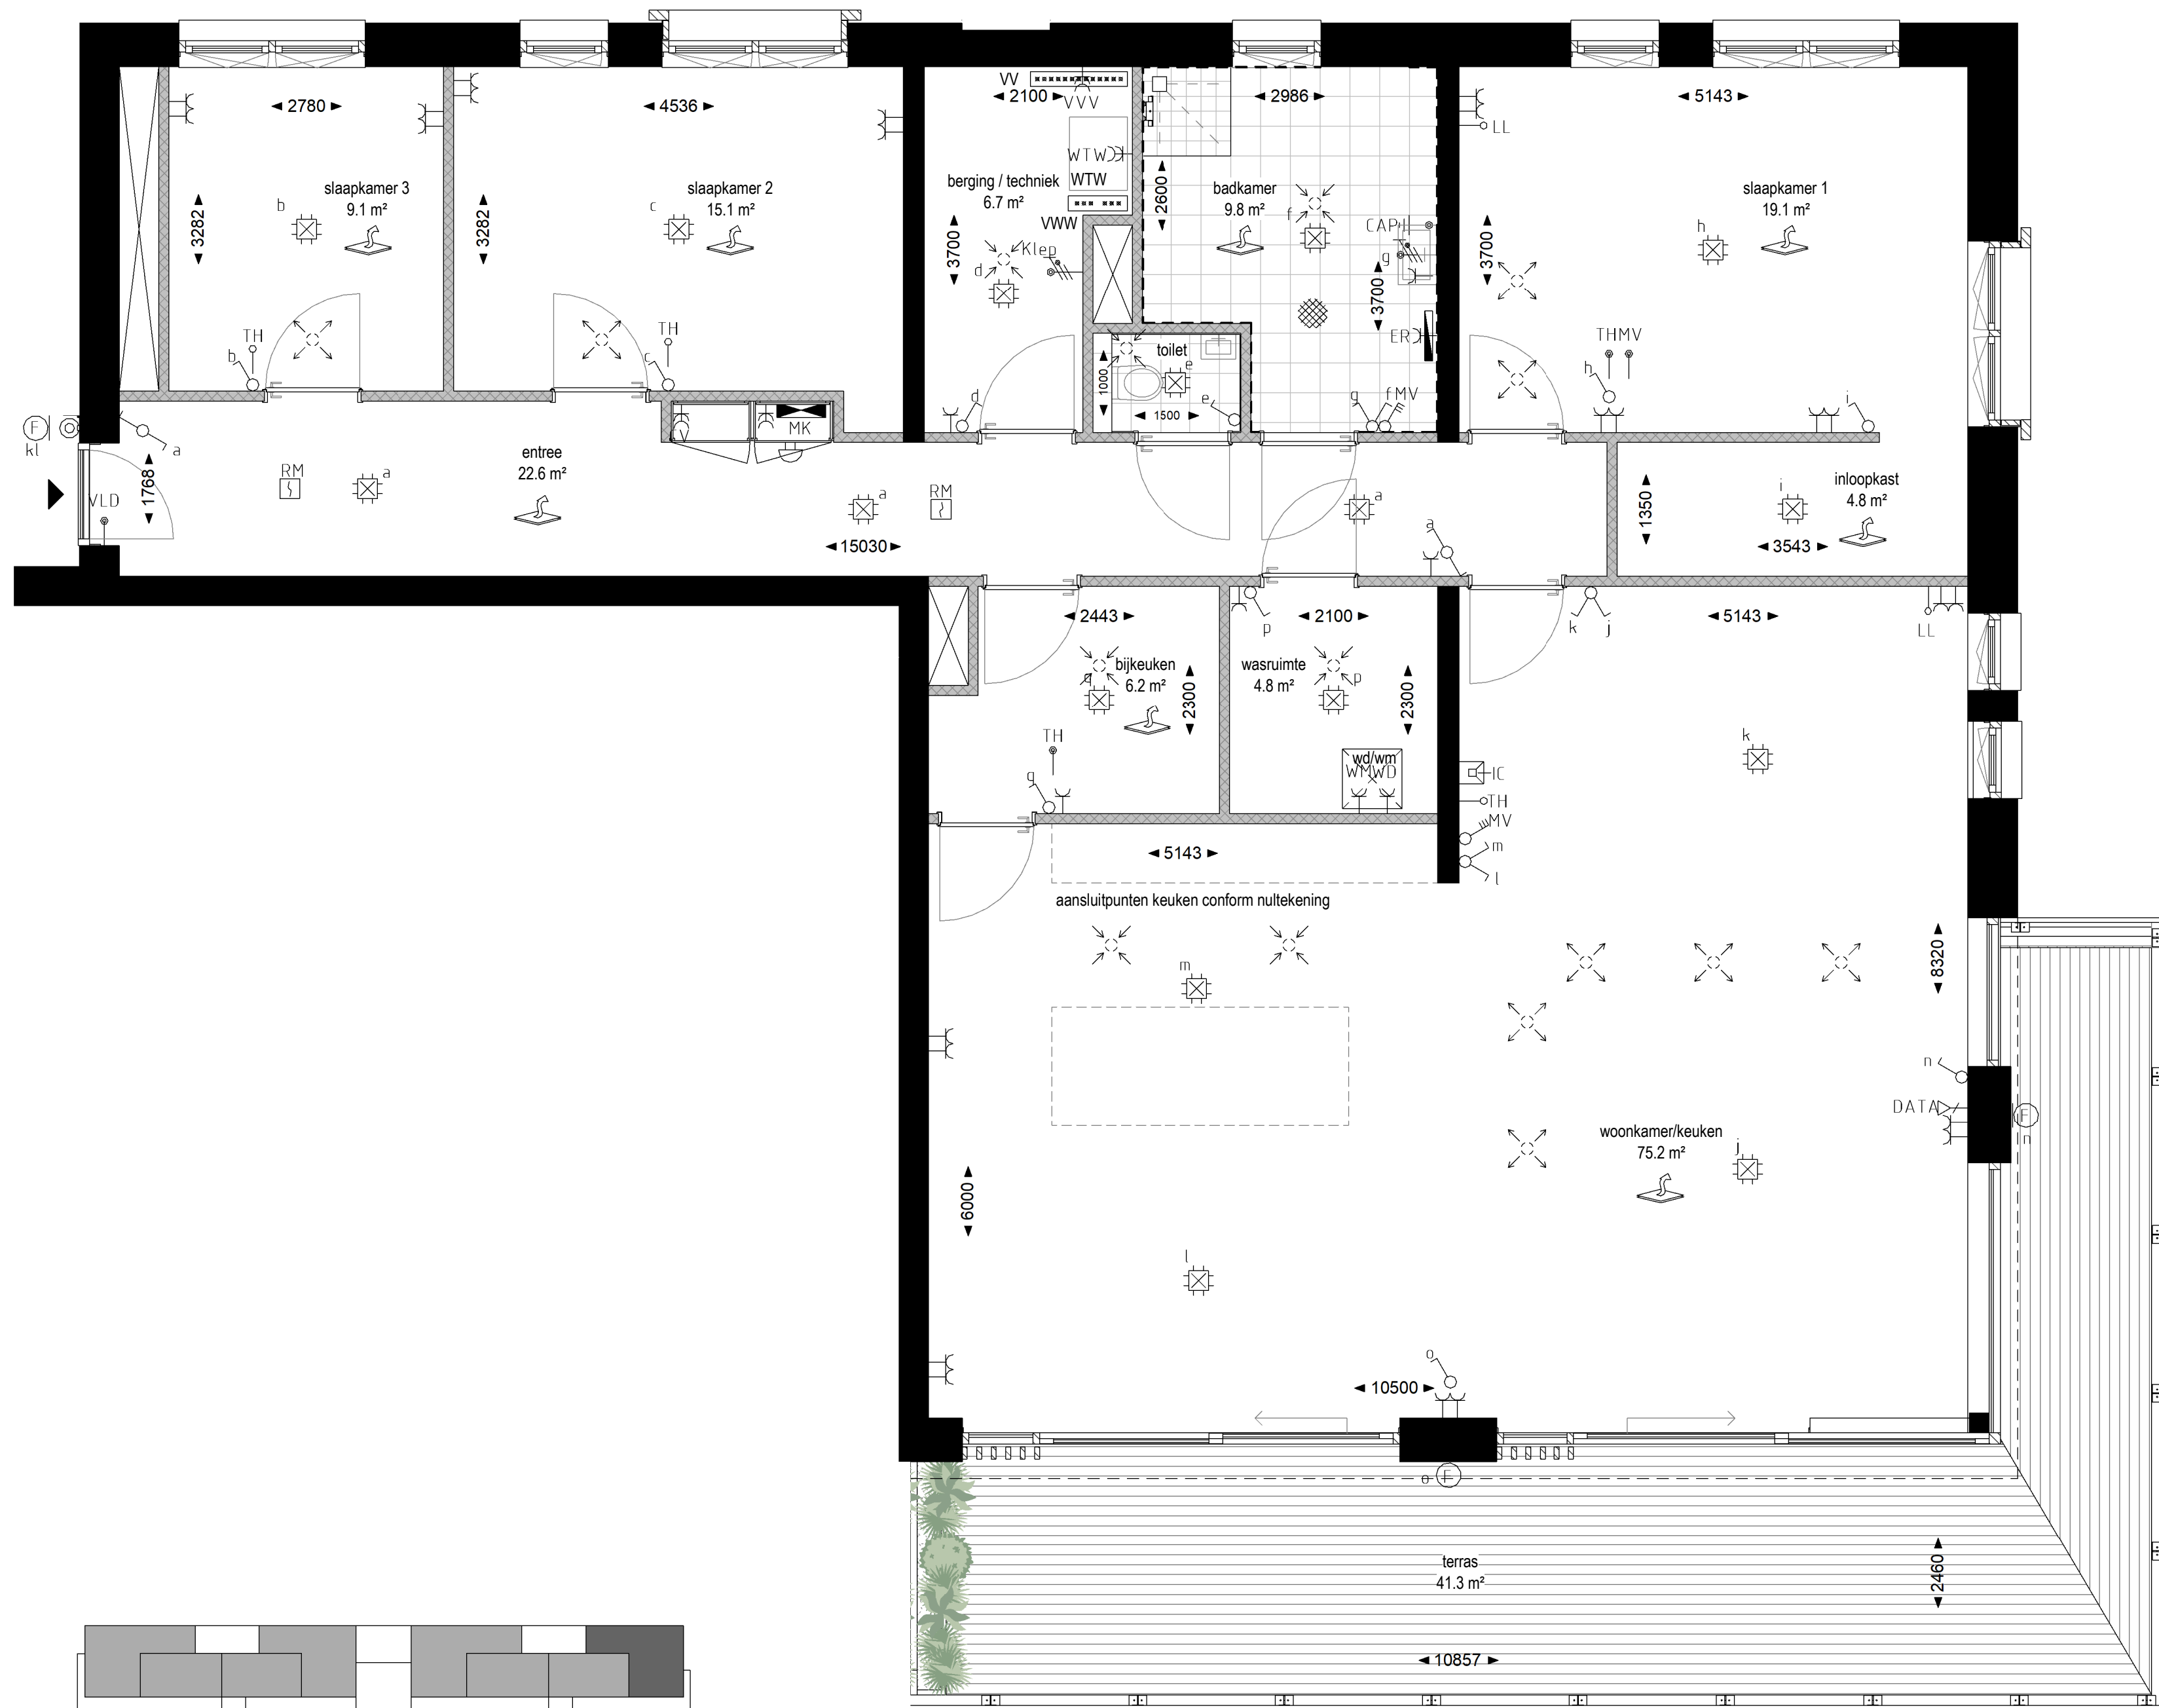 2780
4536
VV
2100
VVV
2986
5143
LL
WTW
WTW
slaapkamer 3
9.1 m²
slaapkamer 2
15.1 m²
berging / techniek
6.7 m²
badkamer
9.8 m²
slaapkamer 1
19.1 m²
3282
b
3282
c
VWW
2600
f
CAP
h
3700
Klep
d
g
3700
3700
TH
b
TH
c
ER
THMV
h
toilet
e
1000
1500
e
d
g
fMV
i
V
MK
F
kl
a
entree
22.6 m²
1768
VLD
RM
a
a
RM
a
a
1350
i
inloopkast
4.8 m²
15030
3543
2443
2100
p
k
j
5143
LL
bijkeuken
6.2 m²
q
2300
wasruimte
4.8 m²
p
2300
TH
q
wd/wm
WMWD
k
IC
TH
MV
m
l
5143
aansluitpunten keuken conform nultekening
m
8320
n
DATA
F
n
woonkamer/keuken
75.2 m²
j
6000
l
o
10500
o
F
terras
41.3 m²
2460
10857